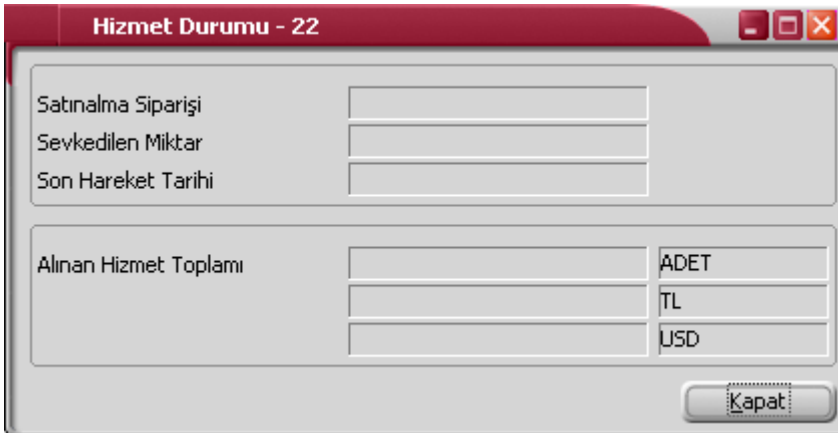 Hizmet Durumu - 22
Satınalma Siparişi
Sevkedilen Miktar
Son Hareket Tarihi
Alınan Hizmet Toplamı ADET
TL
USD
Kapat